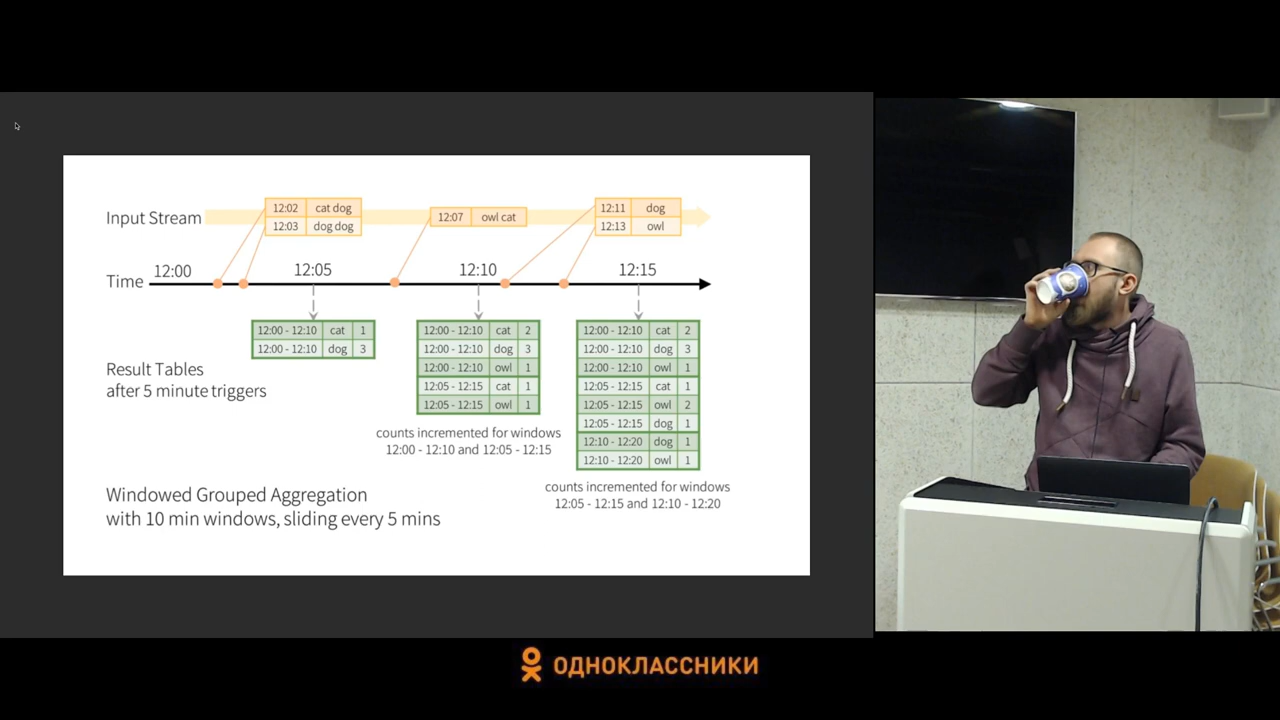 Input Stream
12:02 cat dog
12:03 dog dog
12:07 owl cat
12:11 dog
12:13 owl
Time
12:00
12:05
12:10
12:15
Result Tables
after 5 minute triggers
12:00 - 12:10 cat 1
12:00 - 12:10 dog 3
12:00 - 12:10 cat 2
12:00 - 12:10 dog 3
12:00 - 12:10 owl 1
12:05 - 12:15 cat 1
12:05 - 12:15 owl 1
counts incremented for windows
12:00 - 12:10 and 12:05 - 12:15
12:00 - 12:10 cat 2
12:00 - 12:10 dog 3
12:00 - 12:10 owl 1
12:05 - 12:15 cat 1
12:05 - 12:15 owl 2
12:05 - 12:15 dog 1
12:10 - 12:20 dog 1
12:10 - 12:20 owl 1
counts incremented for windows
12:05 - 12:15 and 12:10 - 12:20
Windowed Grouped Aggregation
with 10 min windows, sliding every 5 mins
ОДНОКЛАССНИКИ